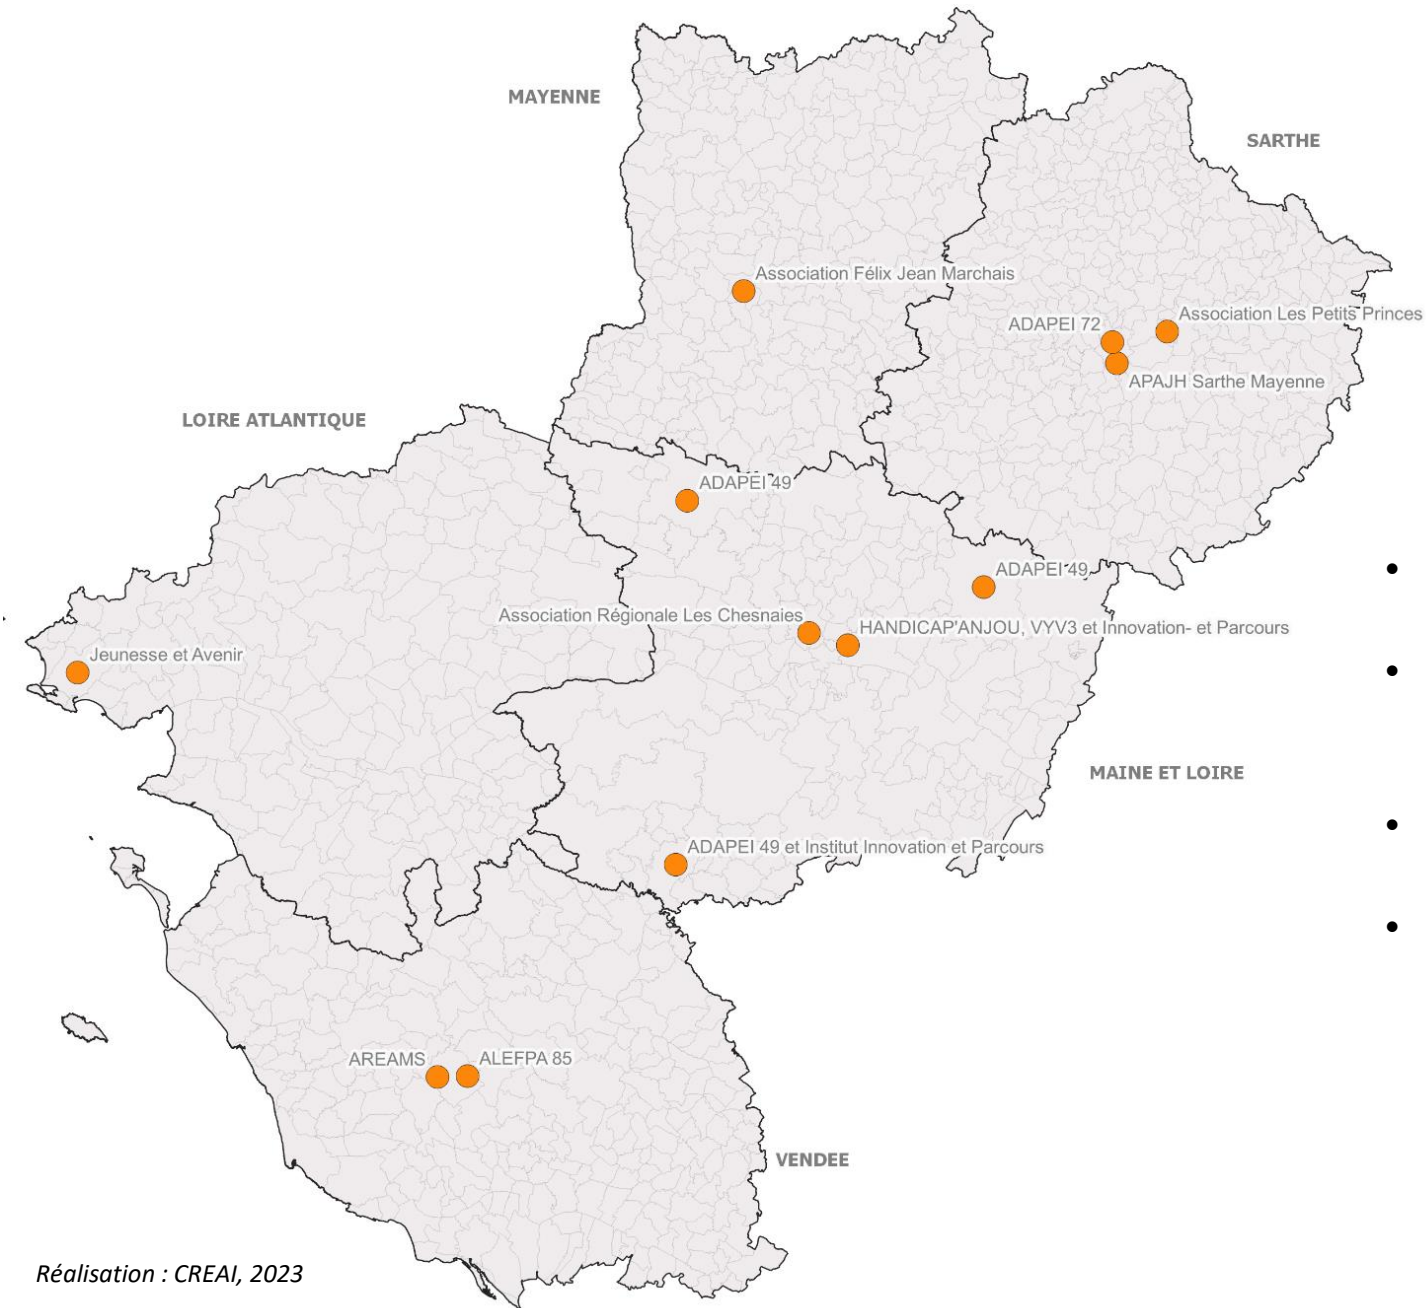 MAYENNE
SARTHE
Association Félix Jean Marchais
Association Les Petits Princes
ADAPEI 72
APAJH Sarthe Mayenne
LOIRE ATLANTIQUE
ADAPEI 49
ADAPEI 49
Association Régionale Les Chesnaies
HANDICAP'ANJOU, VYV3 et Innovation- et Parcours
Jeunesse et Avenir
MAINE ET LOIRE
ADAPEI 49 et Institut Innovation et Parcours
AREAMS
ALEFPA 85
VENDEE
Réalisation : CREAI, 2023